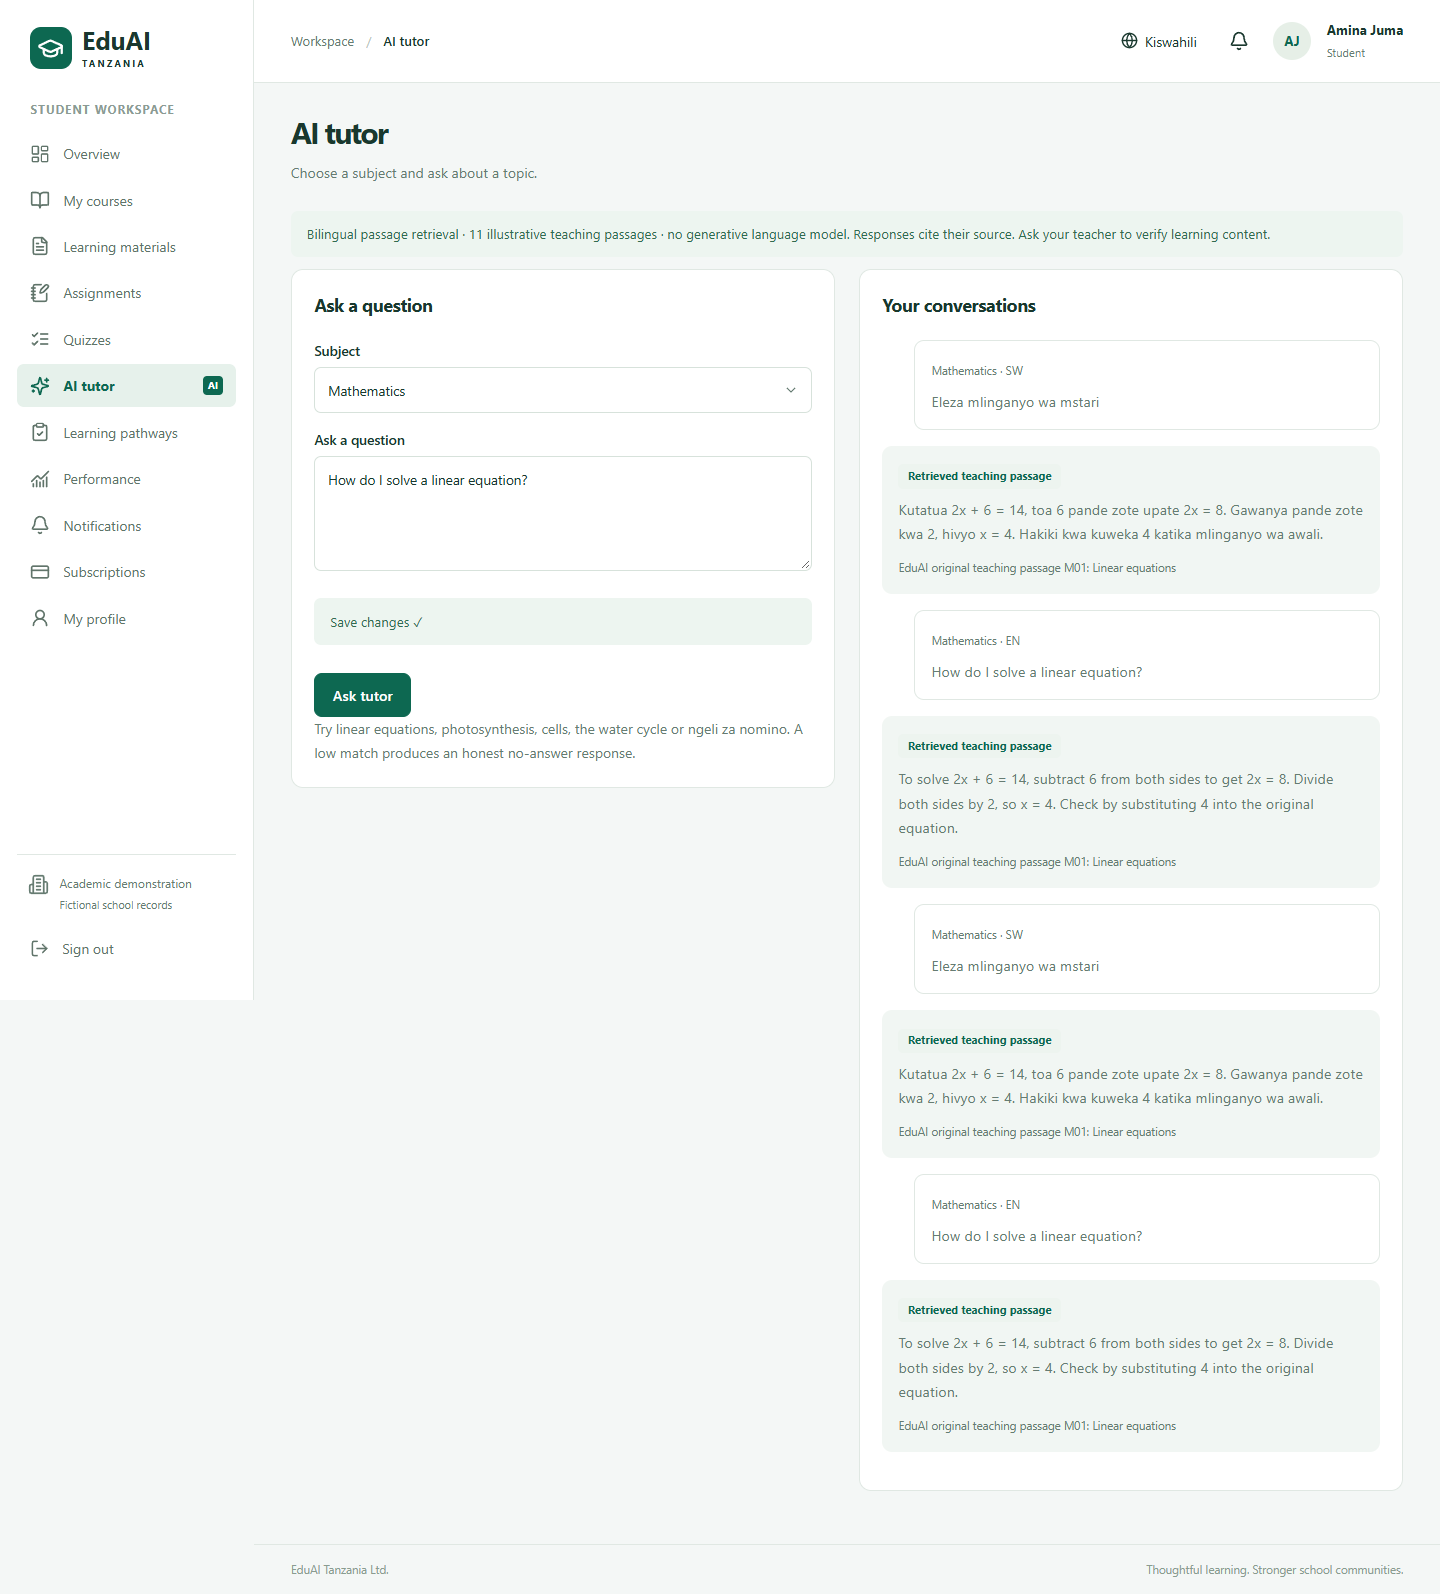 EduAI
TANZANIA
STUDENT WORKSPACE
Overview
My courses
Learning materials
Assignments
Quizzes
AI tutor
AI
Learning pathways
Performance
Notifications
Subscriptions
My profile
Academic demonstration
Fictional school records
Sign out
Workspace / AI tutor
Kiswahili
AJ
Amina Juma
Student
AI tutor
Choose a subject and ask about a topic.
Bilingual passage retrieval · 11 illustrative teaching passages · no generative language model. Responses cite their source. Ask your teacher to verify learning content.
Ask a question
Subject
Mathematics
Ask a question
How do I solve a linear equation?
Save changes ✓
Ask tutor
Try linear equations, photosynthesis, cells, the water cycle or ngeli za nomino. A
low match produces an honest no-answer response.
Your conversations
Mathematics · SW
Eleza mlinganyo wa mstari
Retrieved teaching passage
Kutatua 2x + 6 = 14, toa 6 pande zote upate 2x = 8. Gawanya pande zote
kwa 2, hivyo x = 4. Hakiki kwa kuweka 4 katika mlinganyo wa awali.
EduAI original teaching passage M01: Linear equations
Mathematics · EN
How do I solve a linear equation?
Retrieved teaching passage
To solve 2x + 6 = 14, subtract 6 from both sides to get 2x = 8. Divide
both sides by 2, so x = 4. Check by substituting 4 into the original
equation.
EduAI original teaching passage M01: Linear equations
Mathematics · SW
Eleza mlinganyo wa mstari
Retrieved teaching passage
Kutatua 2x + 6 = 14, toa 6 pande zote upate 2x = 8. Gawanya pande zote
kwa 2, hivyo x = 4. Hakiki kwa kuweka 4 katika mlinganyo wa awali.
EduAI original teaching passage M01: Linear equations
Mathematics · EN
How do I solve a linear equation?
Retrieved teaching passage
To solve 2x + 6 = 14, subtract 6 from both sides to get 2x = 8. Divide
both sides by 2, so x = 4. Check by substituting 4 into the original
equation.
EduAI original teaching passage M01: Linear equations
EduAI Tanzania Ltd.
Thoughtful learning. Stronger school communities.